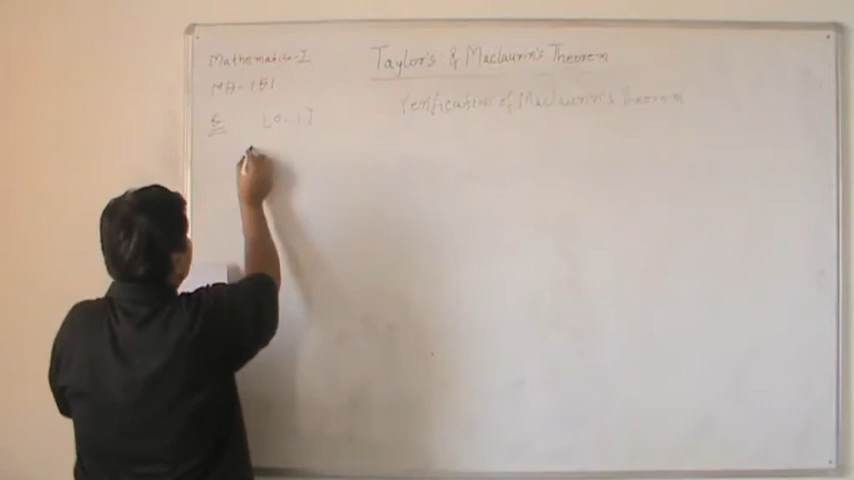 Mathematics-I
Taylor's & Maclaurin's Theorem
MA-151
Verification of Maclaurin's Theorem
[0, 1]